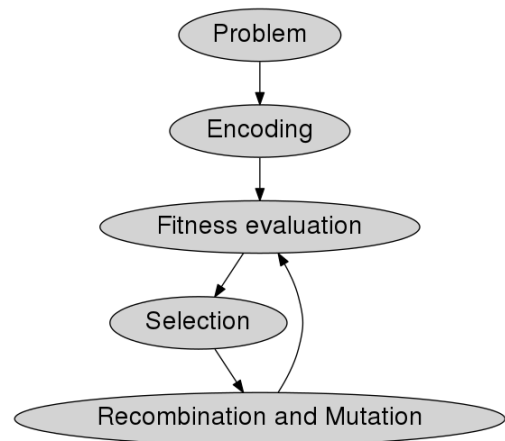 Problem
Encoding
Fitness evaluation
Selection
Recombination and Mutation